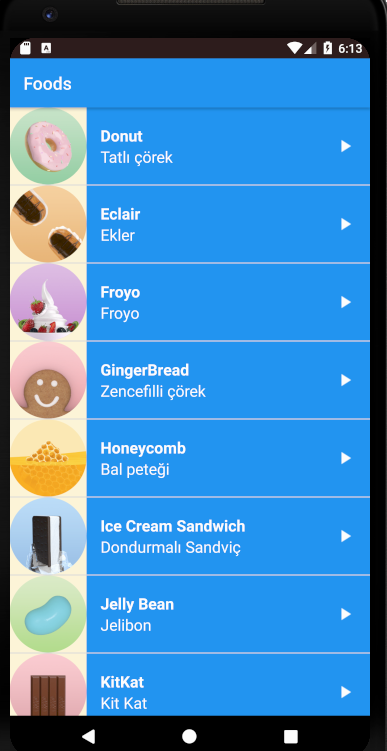 A
6:13
Foods
Donut
Tatlı çörek
Eclair
Ekler
Froyo
Froyo
GingerBread
Zencefilli çörek
Honeycomb
Bal peteği
Ice Cream Sandwich
Dondurmalı Sandviç
Jelly Bean
Jelibon
KitKat
Kit Kat